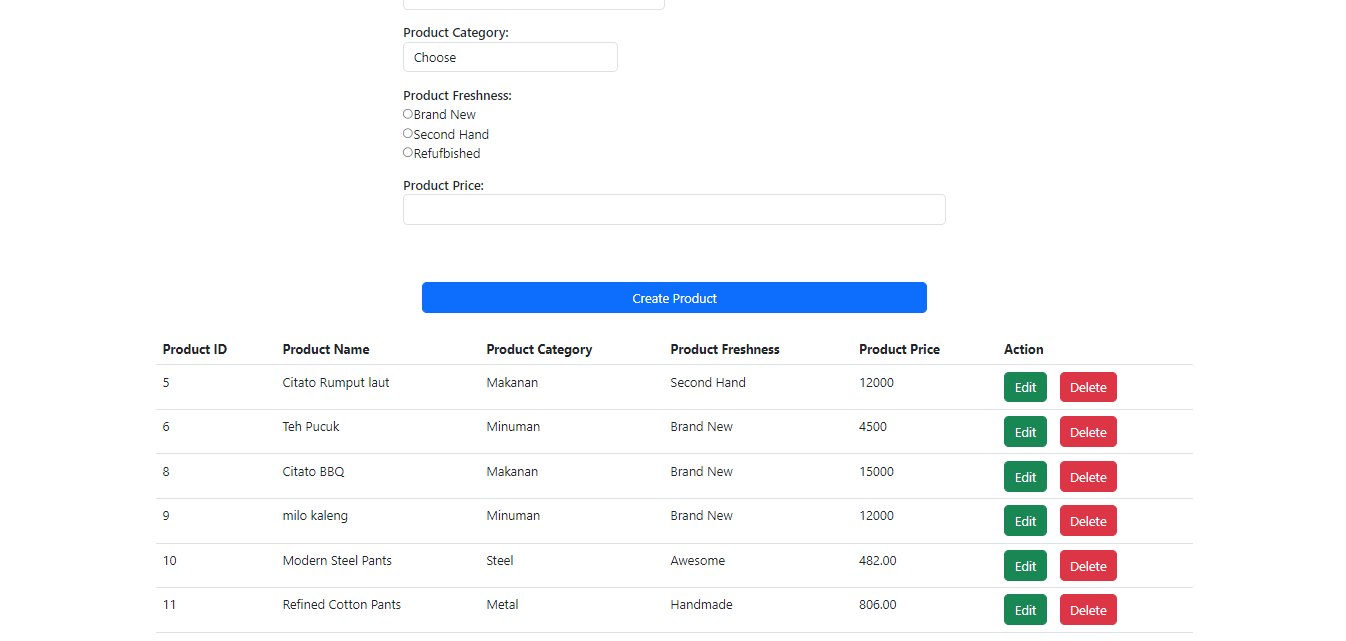 Product Category:
Choose
Product Freshness:
Brand New
Second Hand
Refufbished
Product Price:
Create Product
Product ID Product Name Product Category Product Freshness Product Price Action
5 Citato Rumput laut Makanan Second Hand 12000 Edit Delete
6 Teh Pucuk Minuman Brand New 4500 Edit Delete
8 Citato BBQ Makanan Brand New 15000 Edit Delete
9 milo kaleng Minuman Brand New 12000 Edit Delete
10 Modern Steel Pants Steel Awesome 482.00 Edit Delete
11 Refined Cotton Pants Metal Handmade 806.00 Edit Delete